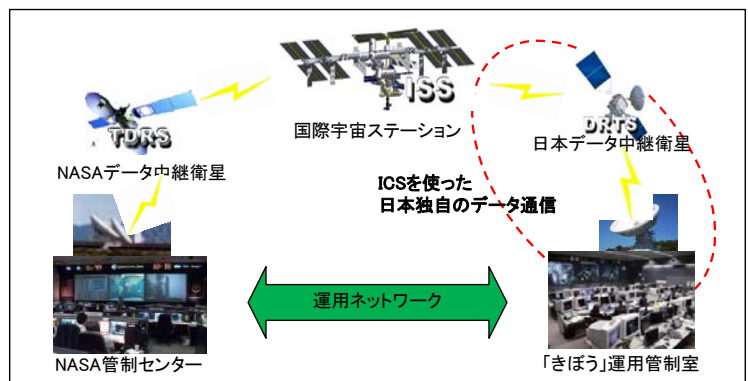 ISS
国際宇宙ステーション
TDRS
NASAデータ中継衛星
DRTS
日本データ中継衛星
ICSを使った
日本独自のデータ通信
運用ネットワーク
NASA管制センター
「きぼう」運用管制室